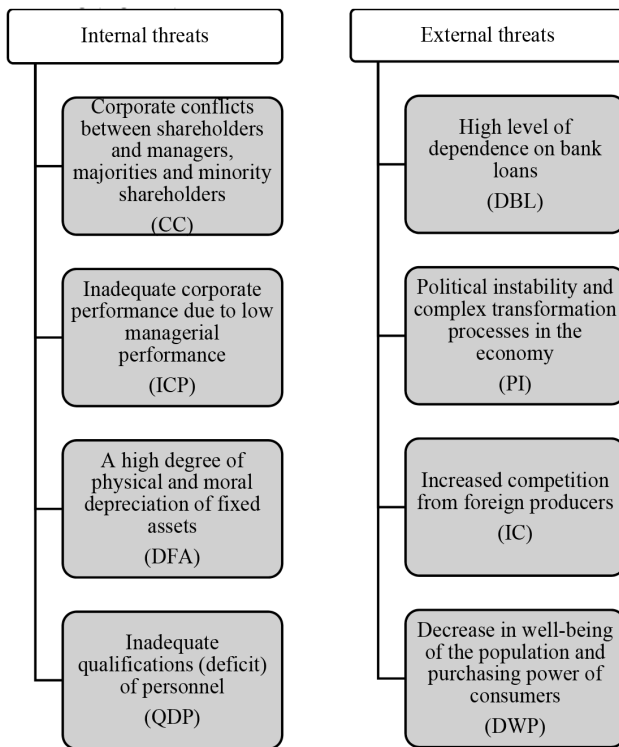 Internal threats
Corporate conflicts
between shareholders
and managers,
majorities and minority
shareholders
(CC)
Inadequate corporate
performance due to low
managerial
performance
(ICP)
A high degree of
physical and moral
depreciation of fixed
assets
(DFA)
Inadequate
qualifications (deficit)
of personnel
(QDP)
External threats
High level of
dependence on bank
loans
(DBL)
Political instability and
complex transformation
processes in the
economy
(PI)
Increased competition
from foreign producers
(IC)
Decrease in well-being
of the population and
purchasing power of
consumers
(DWP)